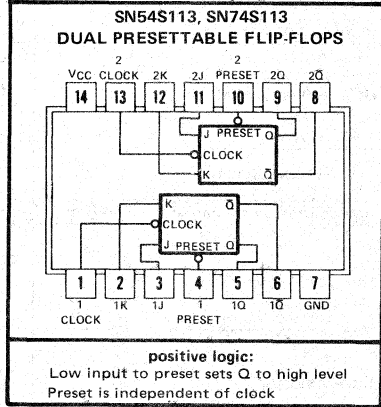 SN54S113, SN74S113
DUAL PRESETTABLE FLIP-FLOPS
2 2
VCC CLOCK 2K 2J PRESET 2Q 2Q̅
14 13 12 11 10 9 8
J PRESET Q
CLOCK
K Q̅
K Q̅
CLOCK
J PRESET Q
1 2 3 4 5 6 7
1 1K 1J 1 1Q 1Q̅ GND
CLOCK PRESET
positive logic:
Low input to preset sets Q to high level
Preset is independent of clock